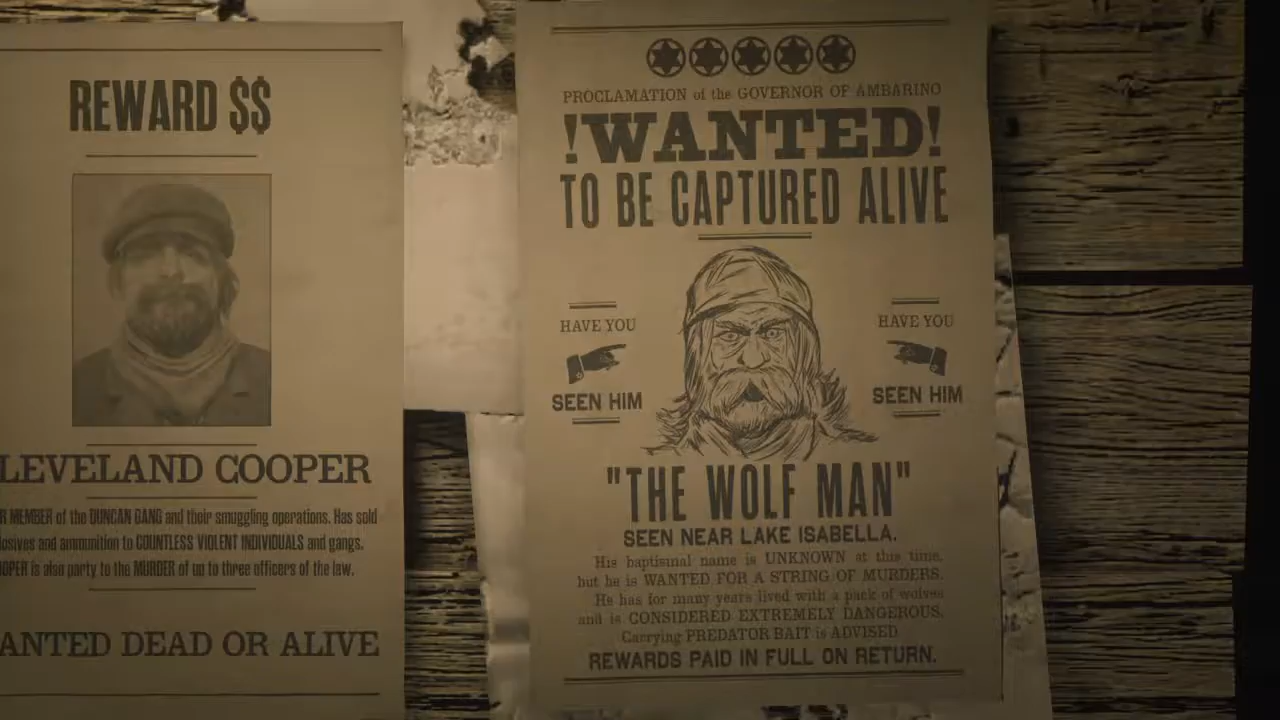 REWARD $$
LEVELAND COOPER
R MEMBER of the DUNCAN GANG and their smuggling operations. Has sold
losives and ammunition to COUNTLESS VIOLENT INDIVIDUALS and gangs.
OOPER is also party to the MURDER of up to three officers of the law.
ANTED DEAD OR ALIVE
PROCLAMATION of the GOVERNOR OF AMBARINO
!WANTED!
TO BE CAPTURED ALIVE
HAVE YOU
SEEN HIM
HAVE YOU
SEEN HIM
"THE WOLF MAN"
SEEN NEAR LAKE ISABELLA.
His baptismal name is UNKNOWN at this time,
but he is WANTED FOR A STRING OF MURDERS.
He has for many years lived with a pack of wolves
and is CONSIDERED EXTREMELY DANGEROUS.
Carrying PREDATOR BAIT is ADVISED
REWARDS PAID IN FULL ON RETURN.